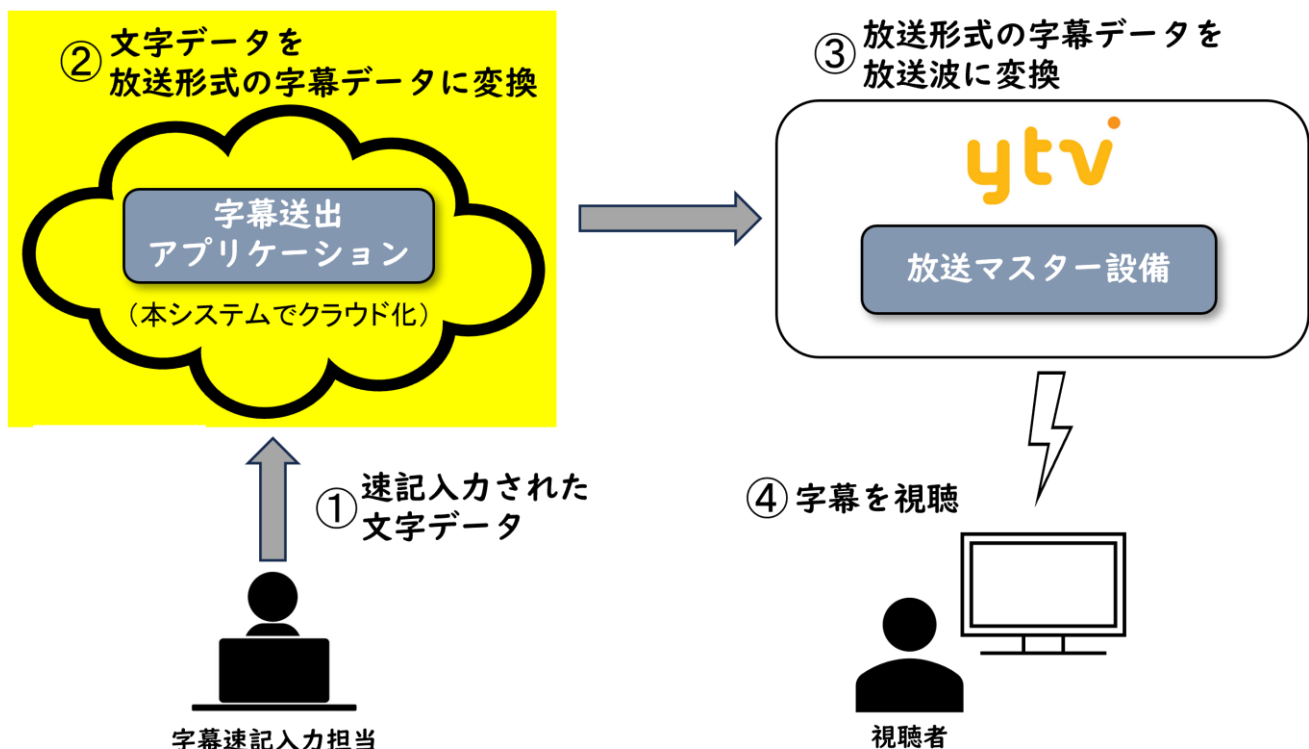 ② 文字データを
放送形式の字幕データに変換
字幕送出
アプリケーション
（本システムでクラウド化）
① 速記入力された
文字データ
字幕速記入力担当
③ 放送形式の字幕データを
放送波に変換
ytv
放送マスター設備
④ 字幕を視聴
視聴者